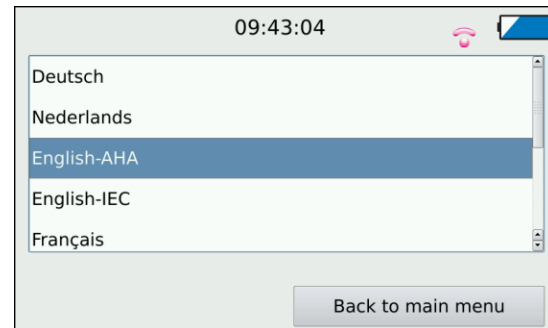 09:43:04
Deutsch
Nederlands
English-AHA
English-IEC
Français
Back to main menu